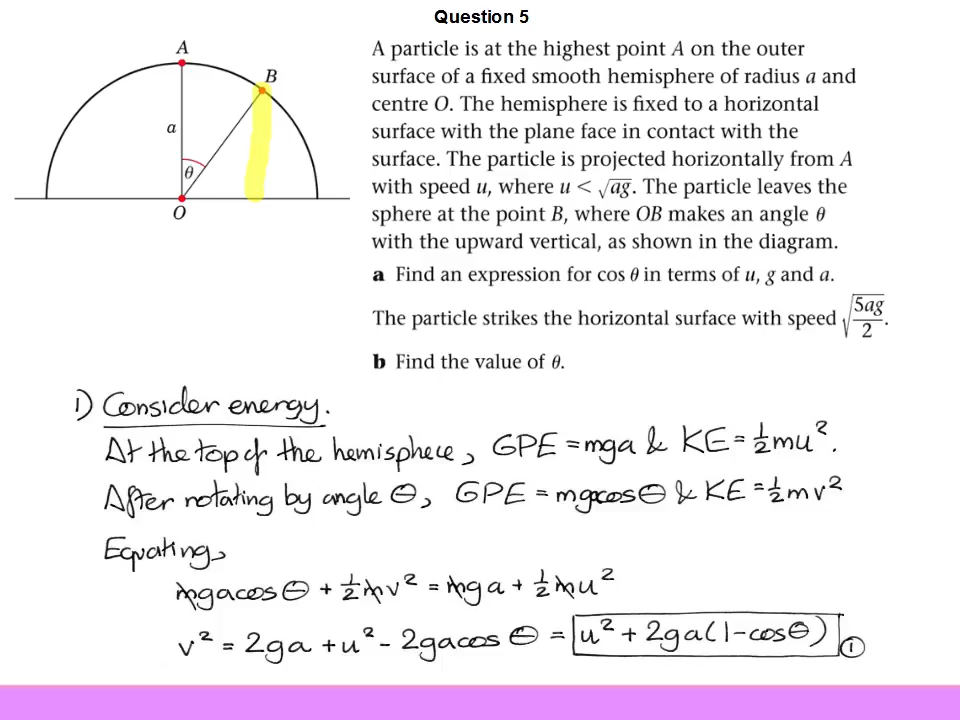 Question 5
A
B
a
θ
O
A particle is at the highest point A on the outer
surface of a fixed smooth hemisphere of radius a and
centre O. The hemisphere is fixed to a horizontal
surface with the plane face in contact with the
surface. The particle is projected horizontally from A
with speed u, where u < √ag. The particle leaves the
sphere at the point B, where OB makes an angle θ
with the upward vertical, as shown in the diagram.
a Find an expression for cos θ in terms of u, g and a.
The particle strikes the horizontal surface with speed √(5ag/2).
b Find the value of θ.
1) Consider energy.
At the top of the hemisphere, GPE = mga & KE = ½mu².
After rotating by angle θ, GPE = mgacosθ & KE = ½mv²
Equating,
mgacosθ + ½mv² = mga + ½mu²
v² = 2ga + u² - 2gacosθ = u² + 2ga(1-cosθ) ①